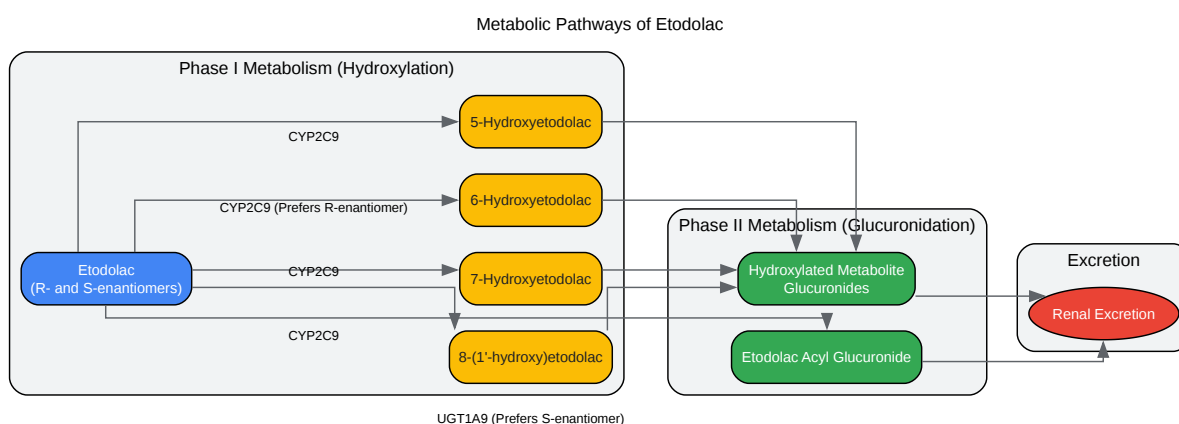 Metabolic Pathways of Etodolac
Phase I Metabolism (Hydroxylation)
5-Hydroxyetodolac
CYP2C9
6-Hydroxyetodolac
CYP2C9 (Prefers R-enantiomer)
Phase II Metabolism (Glucuronidation)
Etodolac
(R- and S-enantiomers)
CYP2C9
7-Hydroxyetodolac
Hydroxylated Metabolite
Glucuronides
Excretion
Renal Excretion
CYP2C9
8-(1'-hydroxy)etodolac
Etodolac Acyl Glucuronide
UGT1A9 (Prefers S-enantiomer)